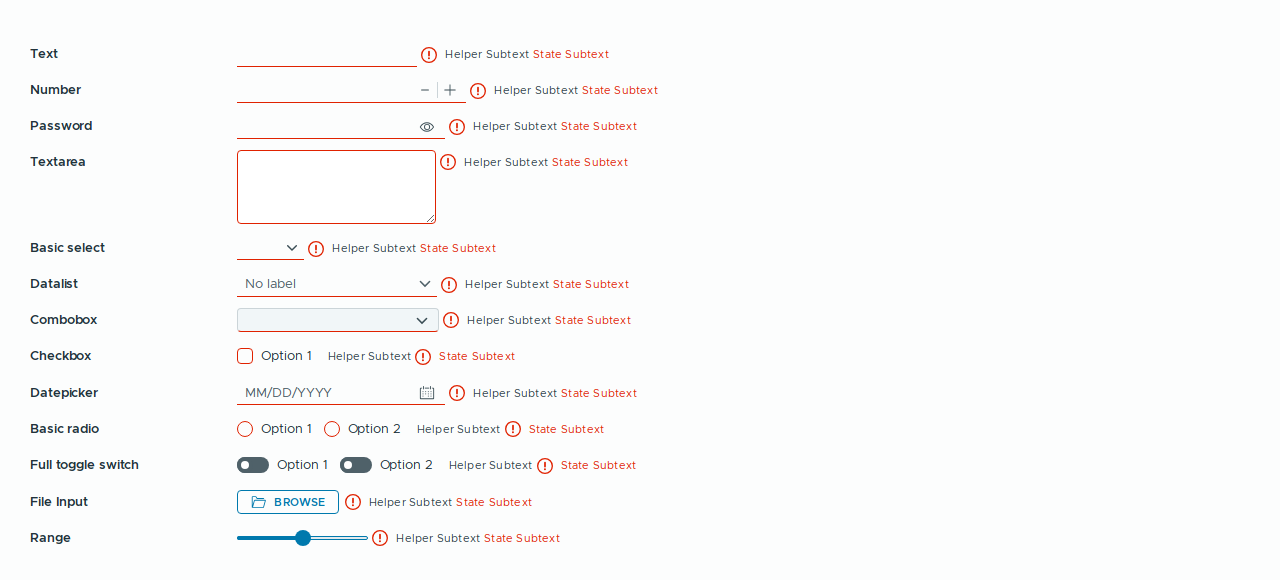 Text Helper Subtext State Subtext
Number Helper Subtext State Subtext
Password Helper Subtext State Subtext
Textarea Helper Subtext State Subtext
Basic select Helper Subtext State Subtext
Datalist No label Helper Subtext State Subtext
Combobox Helper Subtext State Subtext
Checkbox Option 1 Helper Subtext State Subtext
Datepicker MM/DD/YYYY Helper Subtext State Subtext
Basic radio Option 1 Option 2 Helper Subtext State Subtext
Full toggle switch Option 1 Option 2 Helper Subtext State Subtext
File Input BROWSE Helper Subtext State Subtext
Range Helper Subtext State Subtext